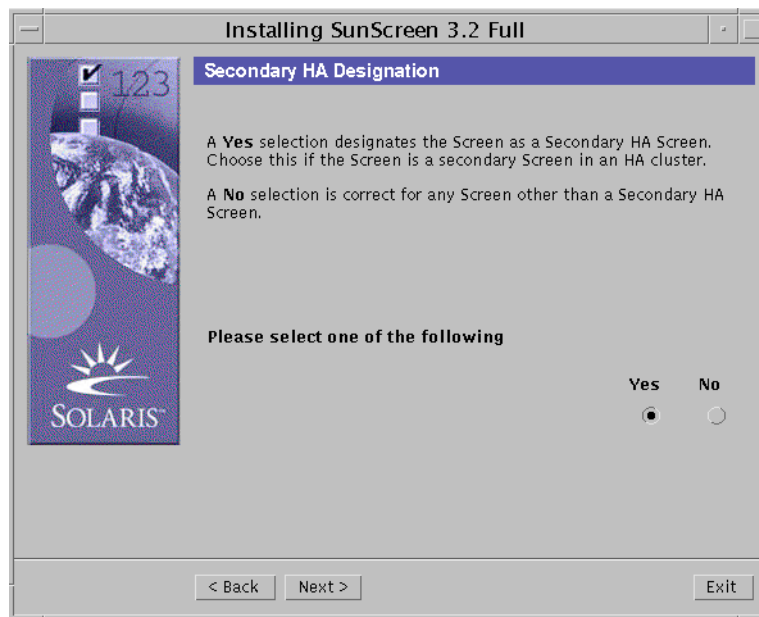 Installing SunScreen 3.2 Full
123
Secondary HA Designation
A Yes selection designates the Screen as a Secondary HA Screen.
Choose this if the Screen is a secondary Screen in an HA cluster.
A No selection is correct for any Screen other than a Secondary HA
Screen.
Please select one of the following
Yes No
SOLARIS™
< Back Next > Exit